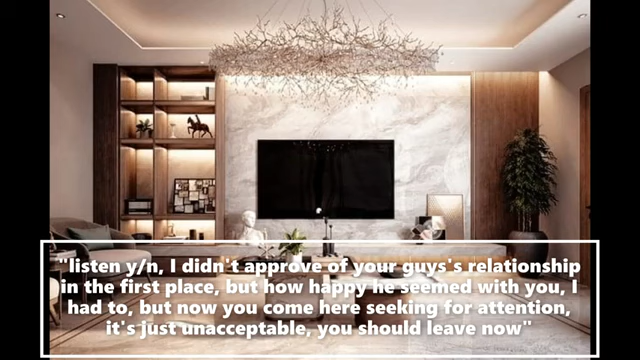 "listen y/n, I didn't approve of your guys's relationship
in the first place, but how happy he seemed with you, I
had to, but now you come here seeking for attention,
it's just unacceptable, you should leave now"